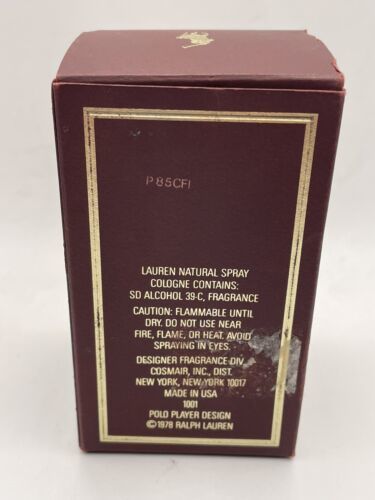 P85CFI
LAUREN NATURAL SPRAY
COLOGNE CONTAINS:
SD ALCOHOL 39-C, FRAGRANCE
CAUTION: FLAMMABLE UNTIL
DRY. DO NOT USE NEAR
FIRE, FLAME, OR HEAT. AVOID
SPRAYING IN EYES.
DESIGNER FRAGRANCE DIV.
COSMAIR, INC., DIST.
NEW YORK, NEW YORK 10017
MADE IN USA
1001
POLO PLAYER DESIGN
©1978 RALPH LAUREN